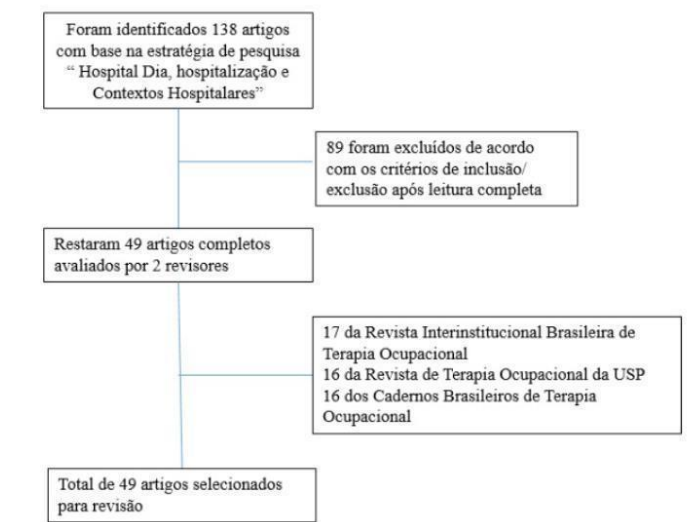 Foram identificados 138 artigos
com base na estratégia de pesquisa
“ Hospital Dia, hospitalização e
Contextos Hospitalares”
89 foram excluídos de acordo
com os critérios de inclusão/
exclusão após leitura completa
Restaram 49 artigos completos
avaliados por 2 revisores
17 da Revista Interinstitucional Brasileira de
Terapia Ocupacional
16 da Revista de Terapia Ocupacional da USP
16 dos Cadernos Brasileiros de Terapia
Ocupacional
Total de 49 artigos selecionados
para revisão